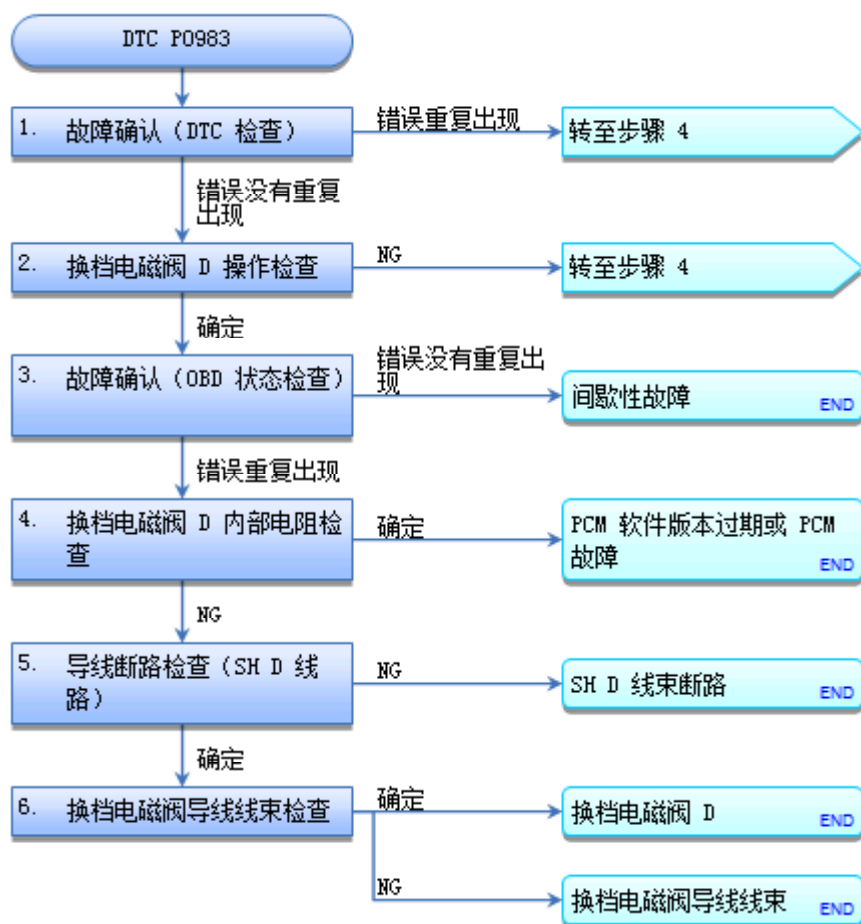 DTC P0983
1. 故障确认（DTC 检查）
错误重复出现
转至步骤 4
错误没有重复
出现
2. 换档电磁阀 D 操作检查
NG
转至步骤 4
确定
3. 故障确认（OBD 状态检查）
错误没有重复出
现
间歇性故障
END
错误重复出现
4. 换档电磁阀 D 内部电阻检
查
确定
PCM 软件版本过期或 PCM
故障
END
NG
5. 导线断路检查（SH D 线
路）
NG
SH D 线束断路
END
确定
6. 换档电磁阀导线线束检查
确定
换档电磁阀 D
END
NG
换档电磁阀导线线束
END